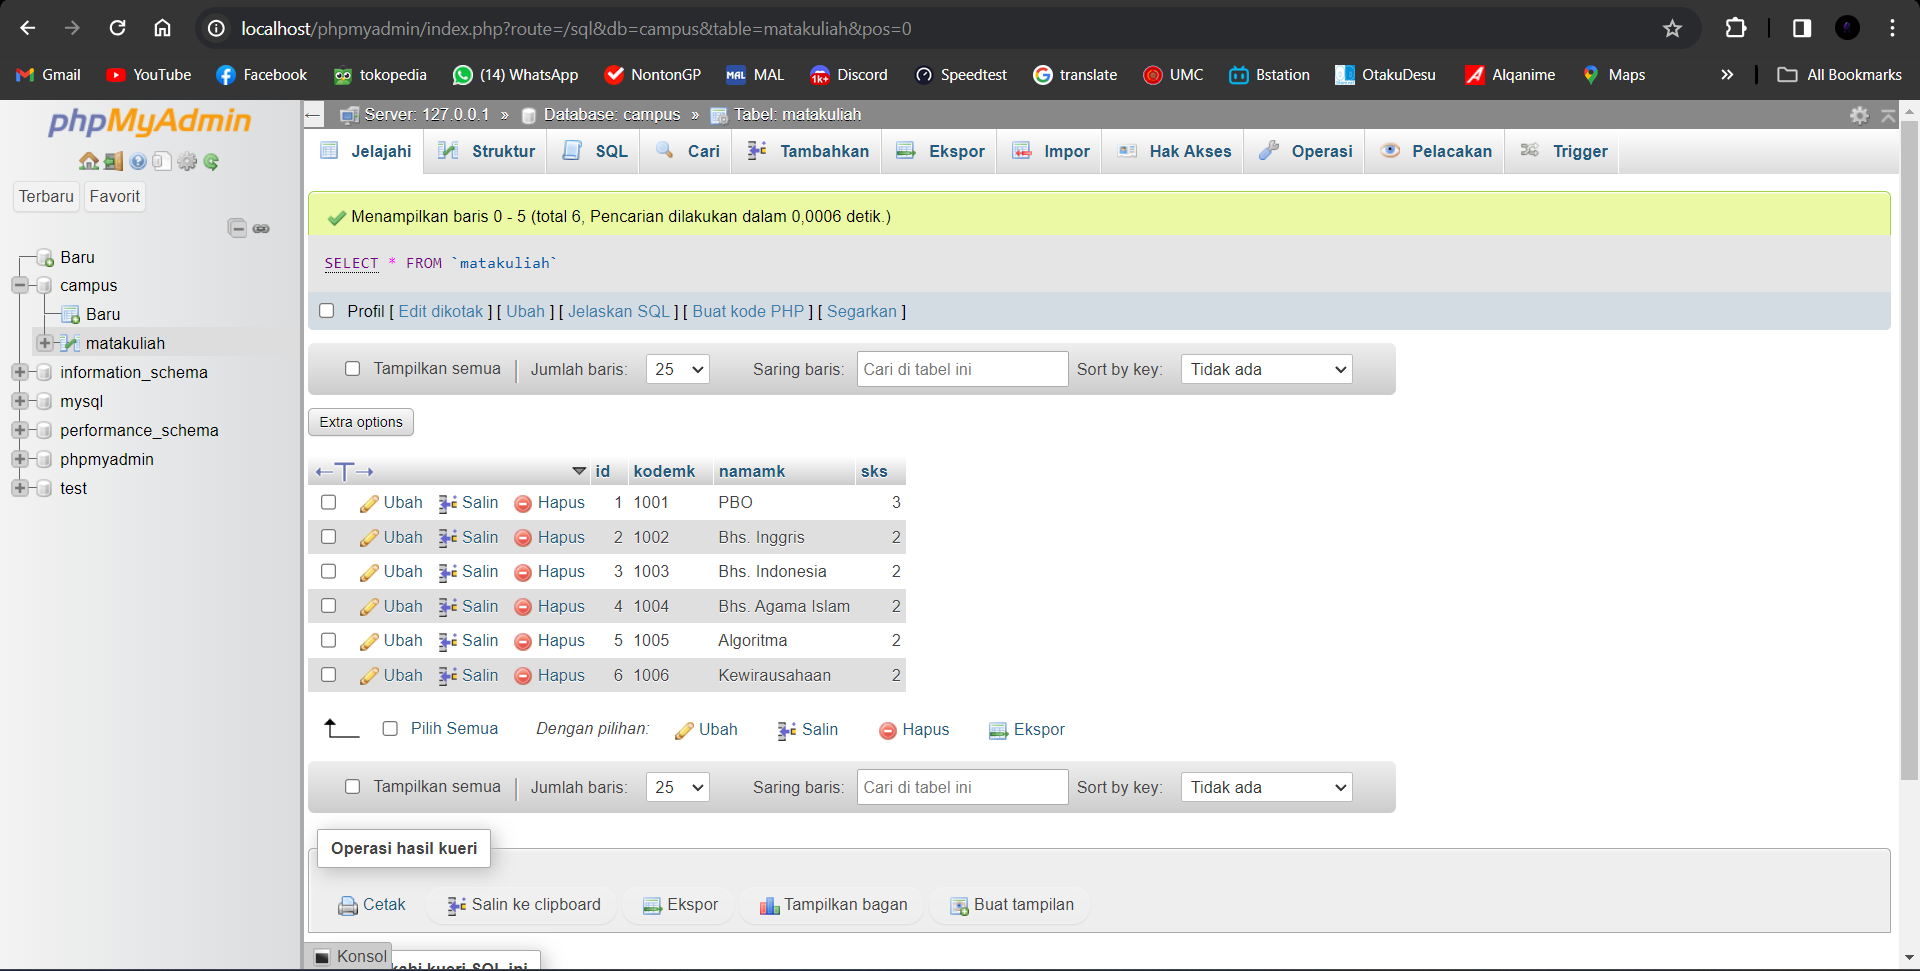 localhost/phpmyadmin/index.php?route=/sql&db=campus&table=matakuliah&pos=0
Gmail YouTube Facebook tokopedia (14) WhatsApp NontonGP MAL MAL 1k+ Discord Speedtest translate UMC Bstation OtakuDesu Alqanime Maps » All Bookmarks
phpMyAdmin
Terbaru Favorit
Baru
campus
Baru
matakuliah
information_schema
mysql
performance_schema
phpmyadmin
test
Server: 127.0.0.1 » Database: campus » Tabel: matakuliah
Jelajahi Struktur SQL Cari Tambahkan Ekspor Impor Hak Akses Operasi Pelacakan Trigger
Menampilkan baris 0 - 5 (total 6, Pencarian dilakukan dalam 0,0006 detik.)
SELECT * FROM `matakuliah`
Profil [ Edit dikotak ] [ Ubah ] [ Jelaskan SQL ] [ Buat kode PHP ] [ Segarkan ]
Tampilkan semua | Jumlah baris: 25 Saring baris: Cari di tabel ini Sort by key: Tidak ada
Extra options
←T→ id kodemk namamk sks
Ubah Salin Hapus 1 1001 PBO 3
Ubah Salin Hapus 2 1002 Bhs. Inggris 2
Ubah Salin Hapus 3 1003 Bhs. Indonesia 2
Ubah Salin Hapus 4 1004 Bhs. Agama Islam 2
Ubah Salin Hapus 5 1005 Algoritma 2
Ubah Salin Hapus 6 1006 Kewirausahaan 2
Pilih Semua Dengan pilihan: Ubah Salin Hapus Ekspor
Tampilkan semua | Jumlah baris: 25 Saring baris: Cari di tabel ini Sort by key: Tidak ada
Operasi hasil kueri
Cetak Salin ke clipboard Ekspor Tampilkan bagan Buat tampilan
Konsol
kueri SQL ini